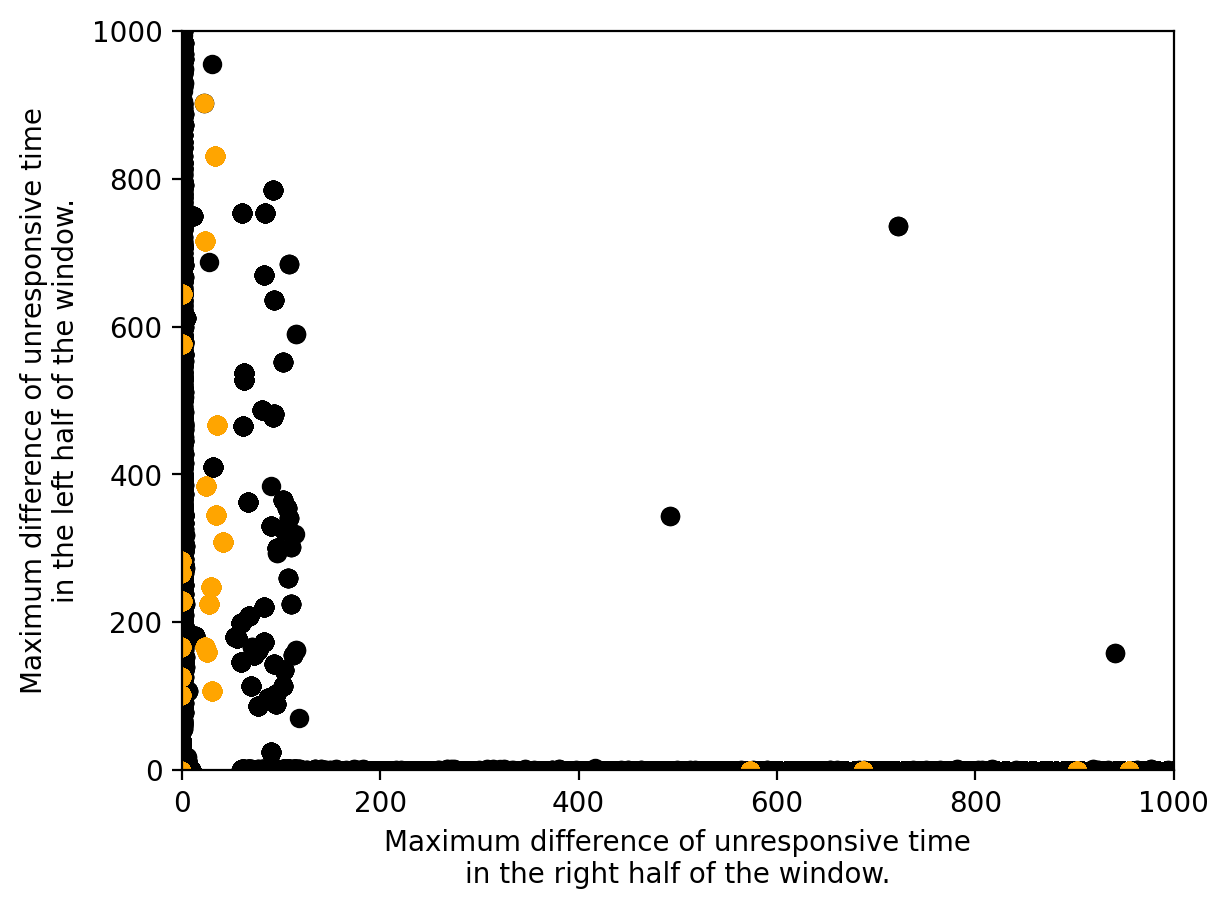 1000
800
600
400
200
0
Maximum difference of unresponsive time
in the left half of the window.
0 200 400 600 800 1000
Maximum difference of unresponsive time
in the right half of the window.